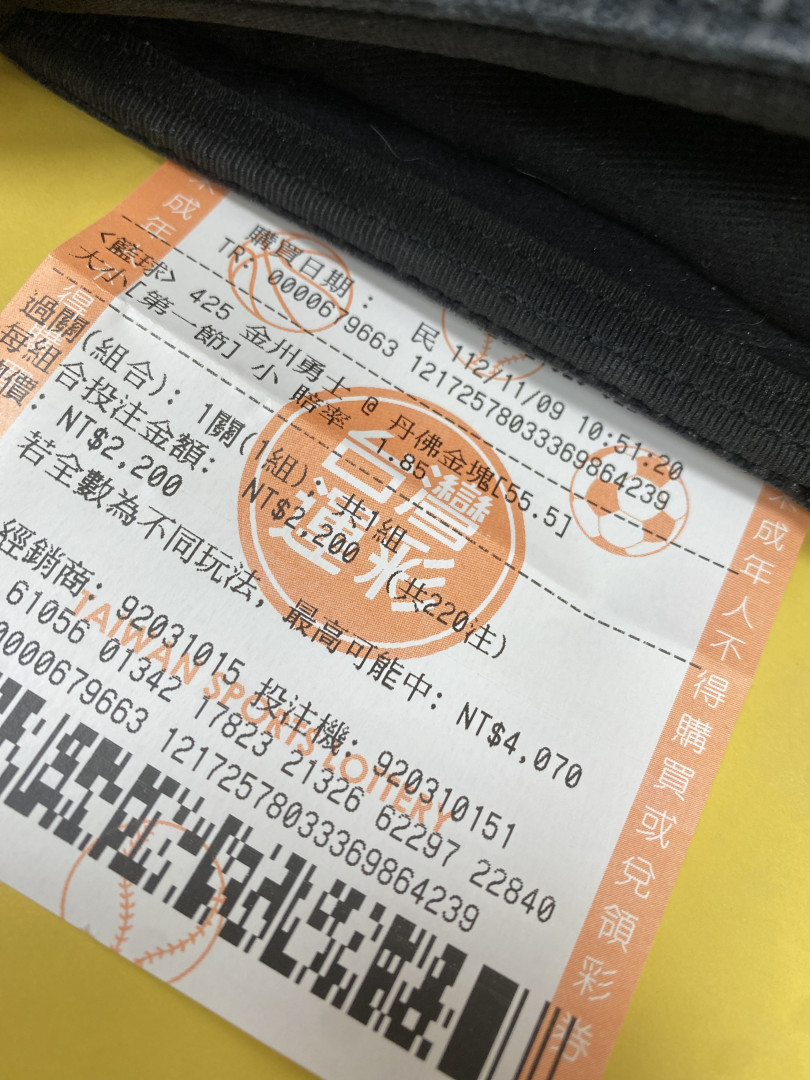 購買日期： 民 112/11/09 10:51:20
TR: 0000679663 12172578033369864239
<籃球> 425 金州勇士 @ 丹佛金塊[55.5]
大小[第一節] 小 賠率 1.85
過關(組合): 1關(1組); 共1組
每組合投注金額: NT$2,200 (共220注)
價: NT$2,200
若全數為不同玩法, 最高可能中: NT$4,070
經銷商: 92031015 投注機: 920310151
61056 01342 17823 21326 62297 22840
0000679663 12172578033369864239
台灣
運彩
TAIWAN SPORTS LOTTERY
未成年
得
未成年人不得購買或兌領彩券